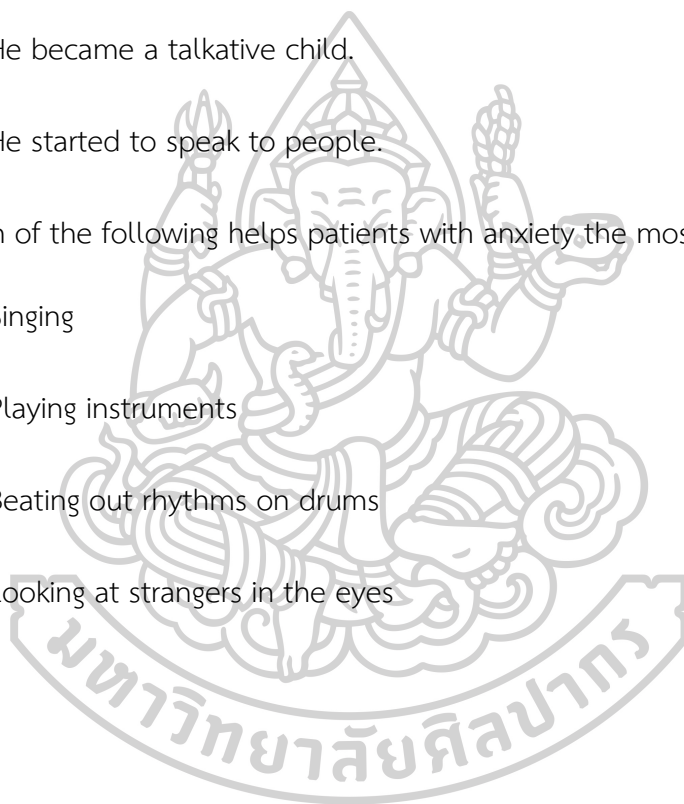 He became a talkative child.
He started to speak to people.
of the following helps patients with anxiety the
Singing
Playing instruments
Beating out rhythms on drums
Looking at strangers in the eyes
มหาวิทยาลัยศิลปากร